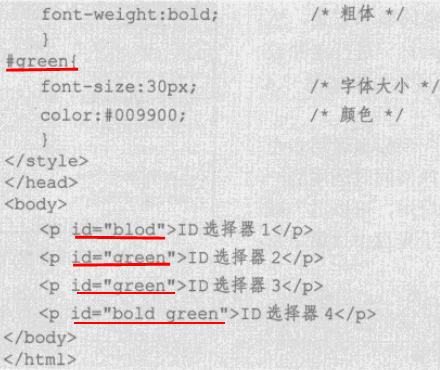 font-weight:bold; /* 粗体 */
}
#green{
font-size:30px; /* 字体大小 */
color:#009900; /* 颜色 */
}
</style>
</head>
<body>
<p id="blod">ID 选择器 1</p>
<p id="green">ID 选择器 2</p>
<p id="green">ID 选择器 3</p>
<p id="bold green">ID 选择器 4</p>
</body>
</html>